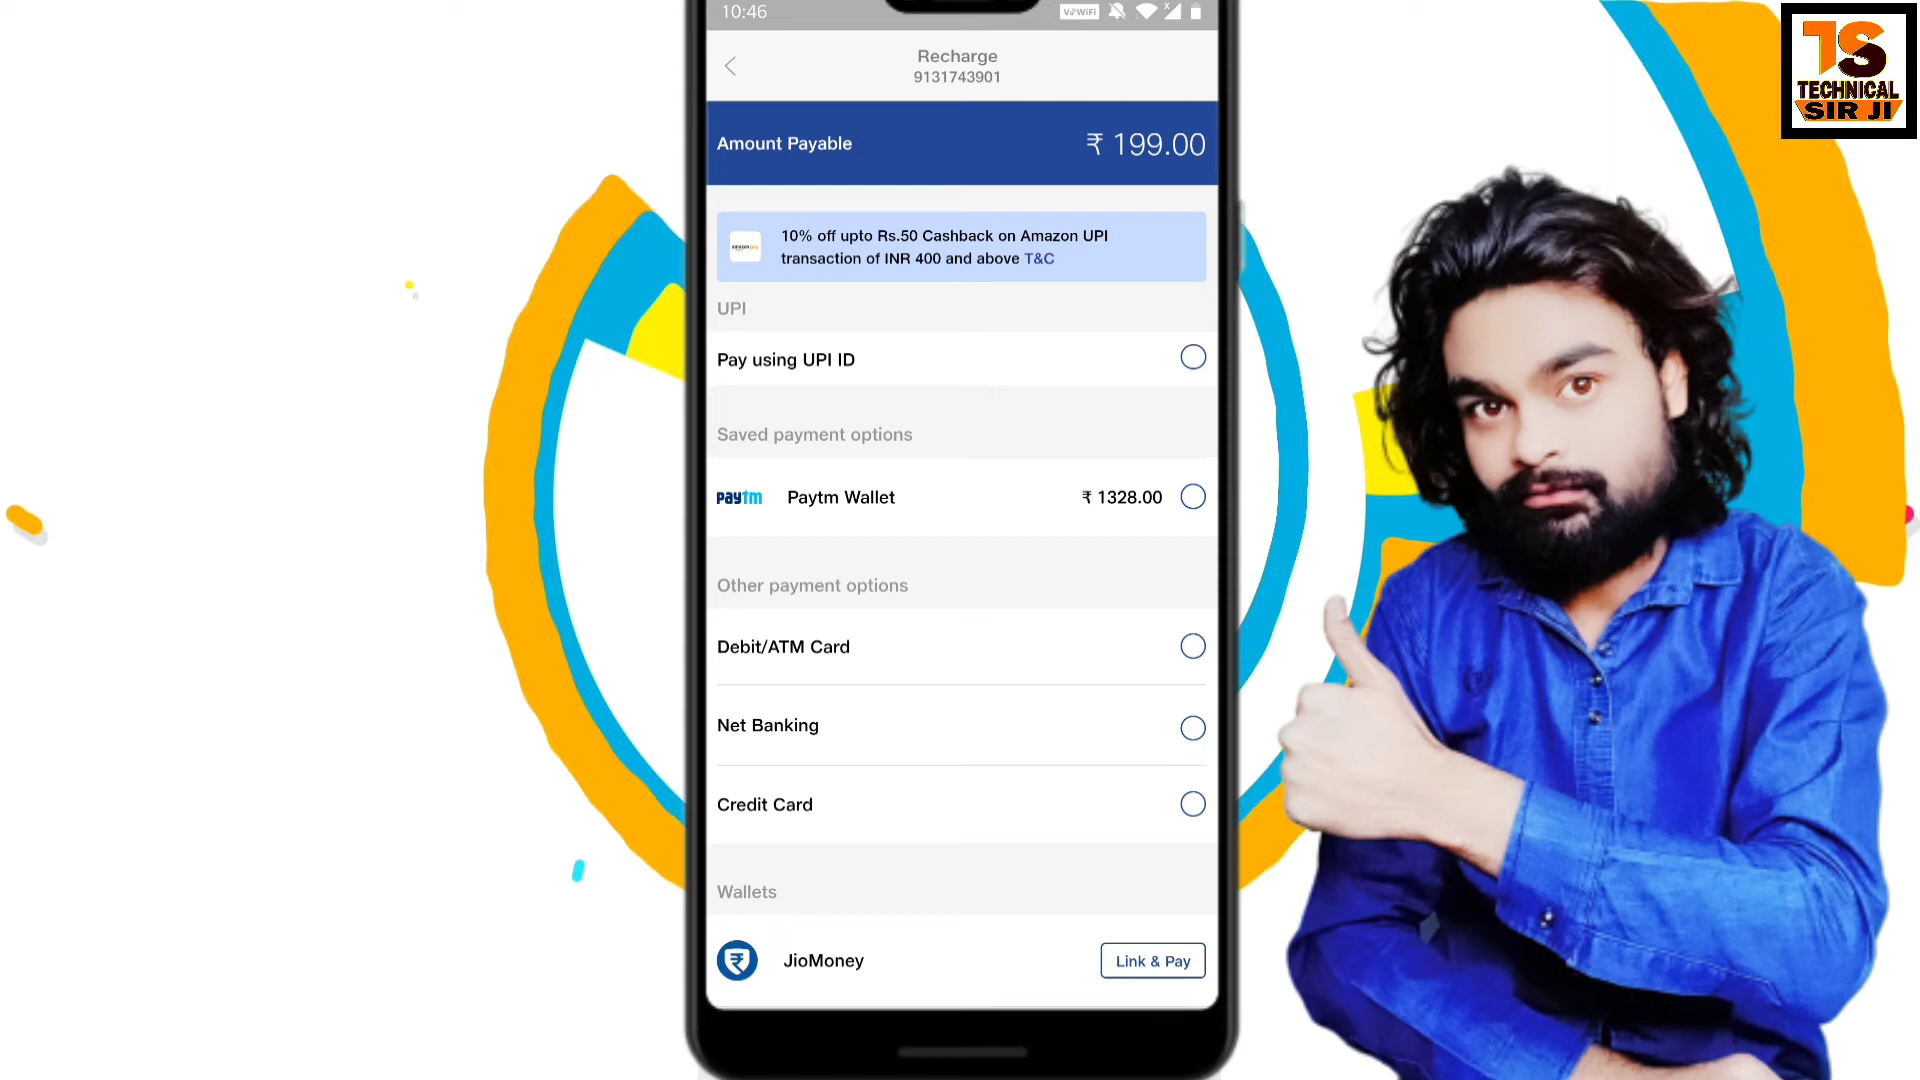 10:46
VoWiFi
x
Recharge
9131743901
Amount Payable
₹ 199.00
10% off upto Rs.50 Cashback on Amazon UPI
transaction of INR 400 and above T&C
UPI
Pay using UPI ID
Saved payment options
paytm
Paytm Wallet
₹ 1328.00
Other payment options
Debit/ATM Card
Net Banking
Credit Card
Wallets
JioMoney
Link & Pay
TS
TECHNICAL
SIR JI